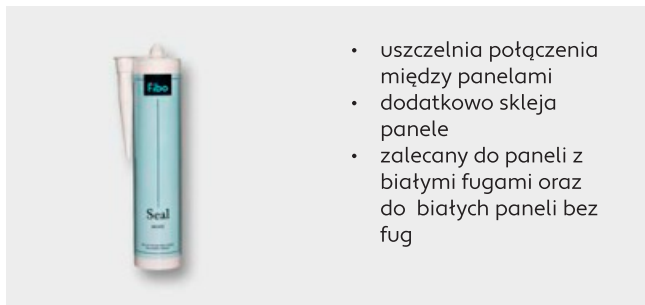 Fibo
Seal
• uszczelnia połączenia
między panelami
• dodatkowo skleja
panele
• zalecany do paneli z
białymi fugami oraz
do  białych paneli bez
fug